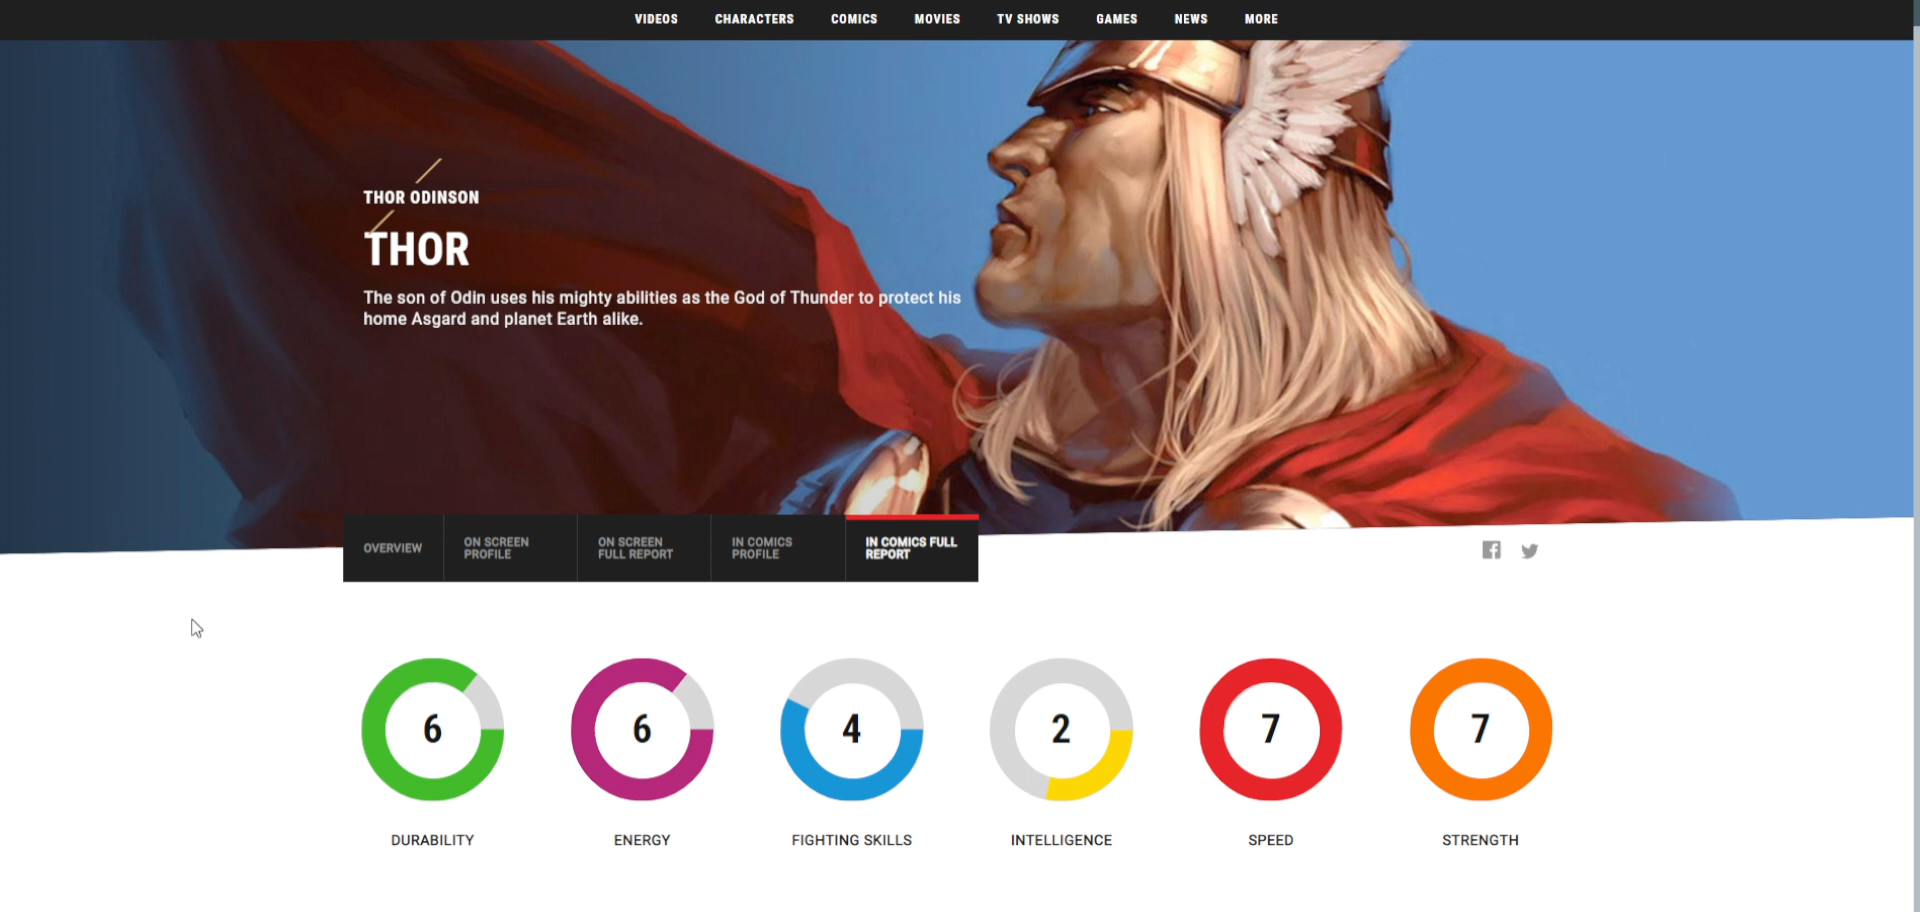 VIDEOS CHARACTERS COMICS MOVIES TV SHOWS GAMES NEWS MORE
THOR ODINSON
THOR
The son of Odin uses his mighty abilities as the God of Thunder to protect his
home Asgard and planet Earth alike.
OVERVIEW
ON SCREEN
PROFILE
ON SCREEN
FULL REPORT
IN COMICS
PROFILE
IN COMICS FULL
REPORT
6 6 4 2 7 7
DURABILITY ENERGY FIGHTING SKILLS INTELLIGENCE SPEED STRENGTH